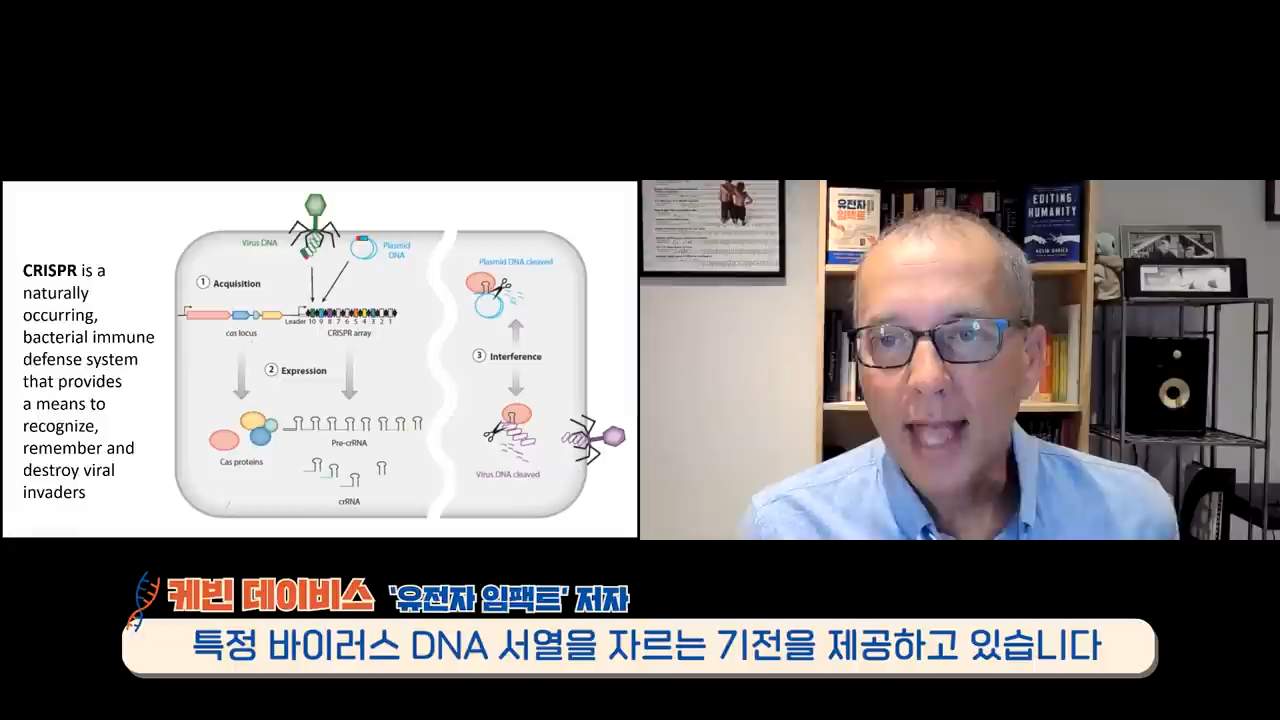 CRISPR is a
naturally
occurring,
bacterial immune
defense system
that provides
a means to
recognize,
remember and
destroy viral
invaders
Virus DNA
Plasmid
DNA
1 Acquisition
cas locus
Leader 10 9 8 7 6 5 4 3 2 1
CRISPR array
2 Expression
Cas proteins
Pre-crRNA
crRNA
Plasmid DNA cleaved
3 Interference
Virus DNA cleaved
유전자
임팩트
EDITING
HUMANITY
KEVIN DAVIES
케빈 데이비스 '유전자 임팩트' 저자
특정 바이러스 DNA 서열을 자르는 기전을 제공하고 있습니다